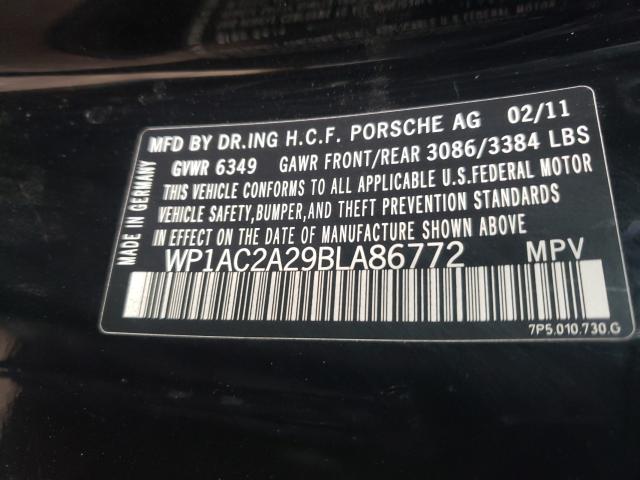 MFD BY DR.ING H.C.F. PORSCHE AG 02/11
GVWR 6349 GAWR FRONT/REAR 3086/3384 LBS
THIS VEHICLE CONFORMS TO ALL APPLICABLE U.S.FEDERAL MOTOR
VEHICLE SAFETY,BUMPER,AND THEFT PREVENTION STANDARDS
IN EFFECT ON THE DATE OF MANUFACTURE SHOWN ABOVE
WP1AC2A29BLA86772 MPV
7P5.010.730.G
MADE IN GERMANY